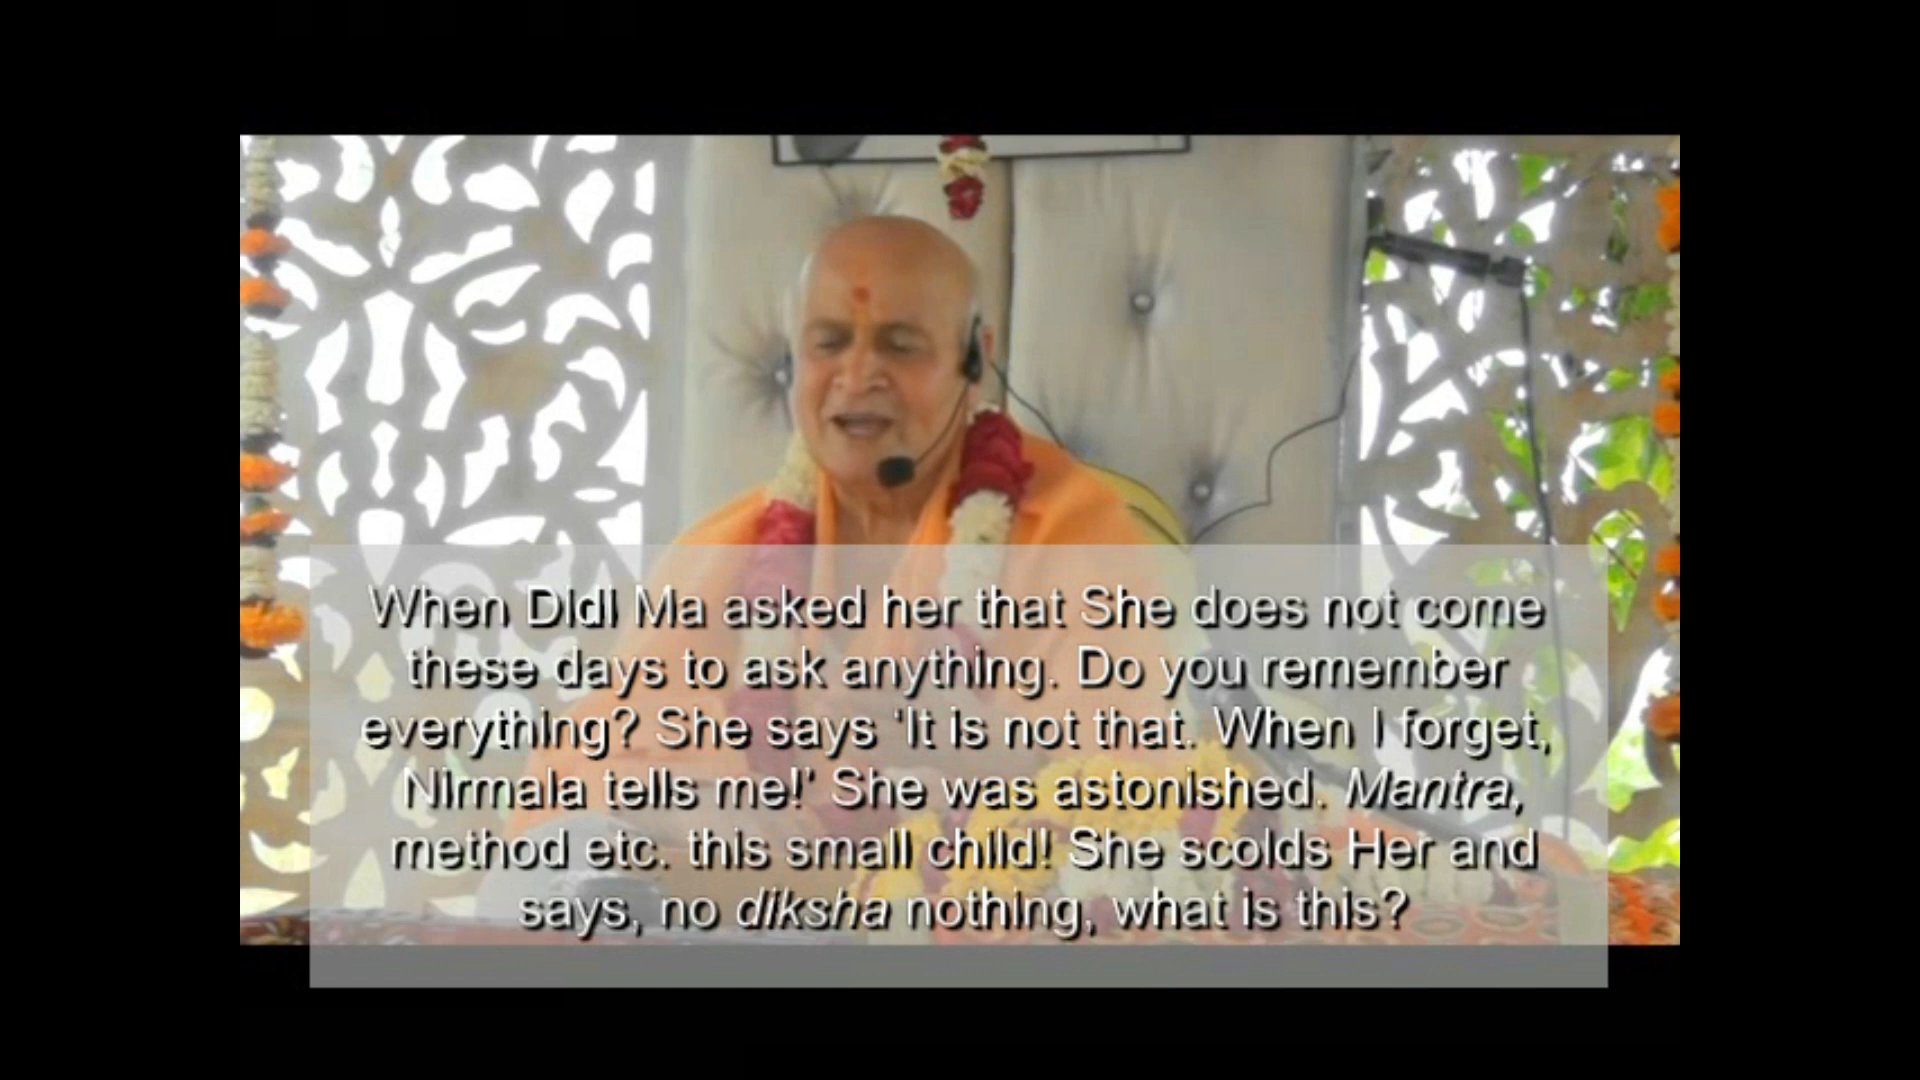 When Didi Ma asked her that She does not come
these days to ask anything. Do you remember
everything? She says ‘It is not that. When I forget,
Nirmala tells me!’ She was astonished. Mantra,
method etc. this small child! She scolds Her and
says, no diksha nothing, what is this?